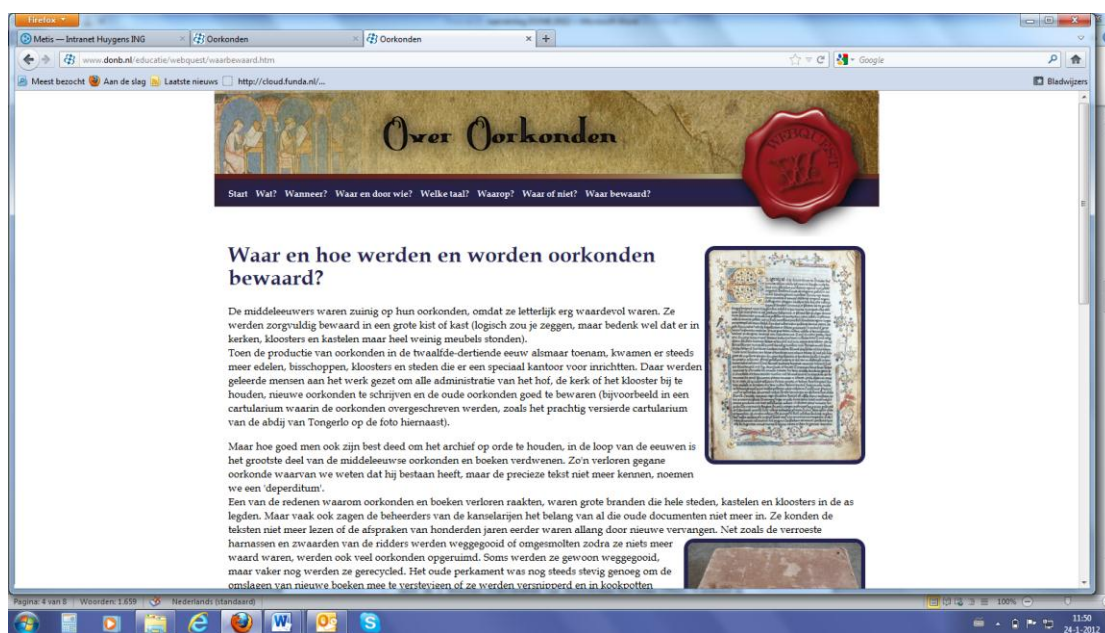 Firefox
Metis — Intranet Huygens ING
Oorkonden
Oorkonden
www.donb.nl/educatie/webquest/waarbewaard.htm
Google
Meest bezocht
Aan de slag
Laatste nieuws
http://cloud.funda.nl/...
Bladwijzers
Over Oorkonden
WEBQUEST
Start Wat? Wanneer? Waar en door wie? Welke taal? Waarop? Waar of niet? Waar bewaard?
Waar en hoe werden en worden oorkonden
bewaard?
De middeleeuwers waren zuinig op hun oorkonden, omdat ze letterlijk erg waardevol waren. Ze
werden zorgvuldig bewaard in een grote kist of kast (logisch zou je zeggen, maar bedenk wel dat er in
kerken, kloosters en kastelen maar heel weinig meubels stonden).
Toen de productie van oorkonden in de twaalfde-dertiende eeuw alsmaar toenam, kwamen er steeds
meer edelen, bisschoppen, kloosters en steden die er een speciaal kantoor voor inrichtten. Daar werden
geleerde mensen aan het werk gezet om alle administratie van het hof, de kerk of het klooster bij te
houden, nieuwe oorkonden te schrijven en de oude oorkonden goed te bewaren (bijvoorbeeld in een
cartularium waarin de oorkonden overgeschreven werden, zoals het prachtig versierde cartularium
van de abdij van Tongerlo op de foto hiernaast).
Maar hoe goed men ook zijn best deed om het archief op orde te houden, in de loop van de eeuwen is
het grootste deel van de middeleeuwse oorkonden en boeken verdwenen. Zo'n verloren gegane
oorkonde waarvan we weten dat hij bestaan heeft, maar de precieze tekst niet meer kennen, noemen
we een 'deperditum'.
Een van de redenen waarom oorkonden en boeken verloren raakten, waren grote branden die hele steden, kastelen en kloosters in de as
legden. Maar vaak ook zagen de beheerders van de kanselarijen het belang van al die oude documenten niet meer in. Ze konden de
teksten niet meer lezen of de afspraken van honderden jaren eerder waren allang door nieuwe vervangen. Net zoals de verroeste
harnassen en zwaarden van de ridders werden weggegooid of omgesmolten zodra ze niets meer
waard waren, werden ook veel oorkonden opgeruimd. Soms werden ze gewoon weggegooid,
maar vaker nog werden ze gerecycled. Het oude perkament was nog steeds stevig genoeg om de
omslagen van nieuwe boeken mee te verstevigen of ze werden versnipperd en in kookpotten
Pagina: 4 van 8 Woorden: 1.659 Nederlands (standaard) 100%
11:50
24-1-2012